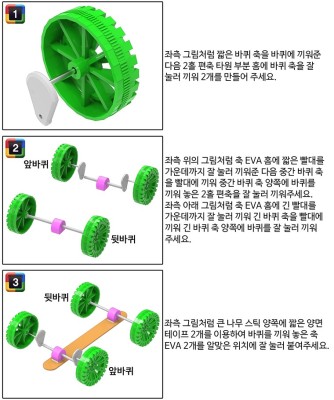 1
좌측 그림처럼 짧은 바퀴 축을 바퀴에 끼워준
다음 2홀 편축 타원 부분 홈에 바퀴 축을 잘
눌러 끼워 2개를 만들어 주세요.
2
앞바퀴
뒷바퀴
좌측 위의 그림처럼 축 EVA 홈에 짧은 빨대를
가운데까지 잘 눌러 끼워준 다음 중간 바퀴 축
을 빨대에 끼워 중간 바퀴 축 양쪽에 바퀴를
끼워 놓은 2홀 편축을 잘 눌러 끼워주세요.
좌측 아래 그림처럼 축 EVA 홈에 긴 빨대를
가운데까지 잘 눌러 끼워 긴 바퀴 축을 빨대에
끼워 긴 바퀴 축 양쪽에 바퀴를 잘 눌러 끼워
주세요.
3
뒷바퀴
앞바퀴
좌측 그림처럼 큰 나무 스틱 양쪽에 짧은 양면
테이프 2개를 이용하여 바퀴를 끼워 놓은 축
EVA 2개를 알맞은 위치에 잘 눌러 붙여주세요.